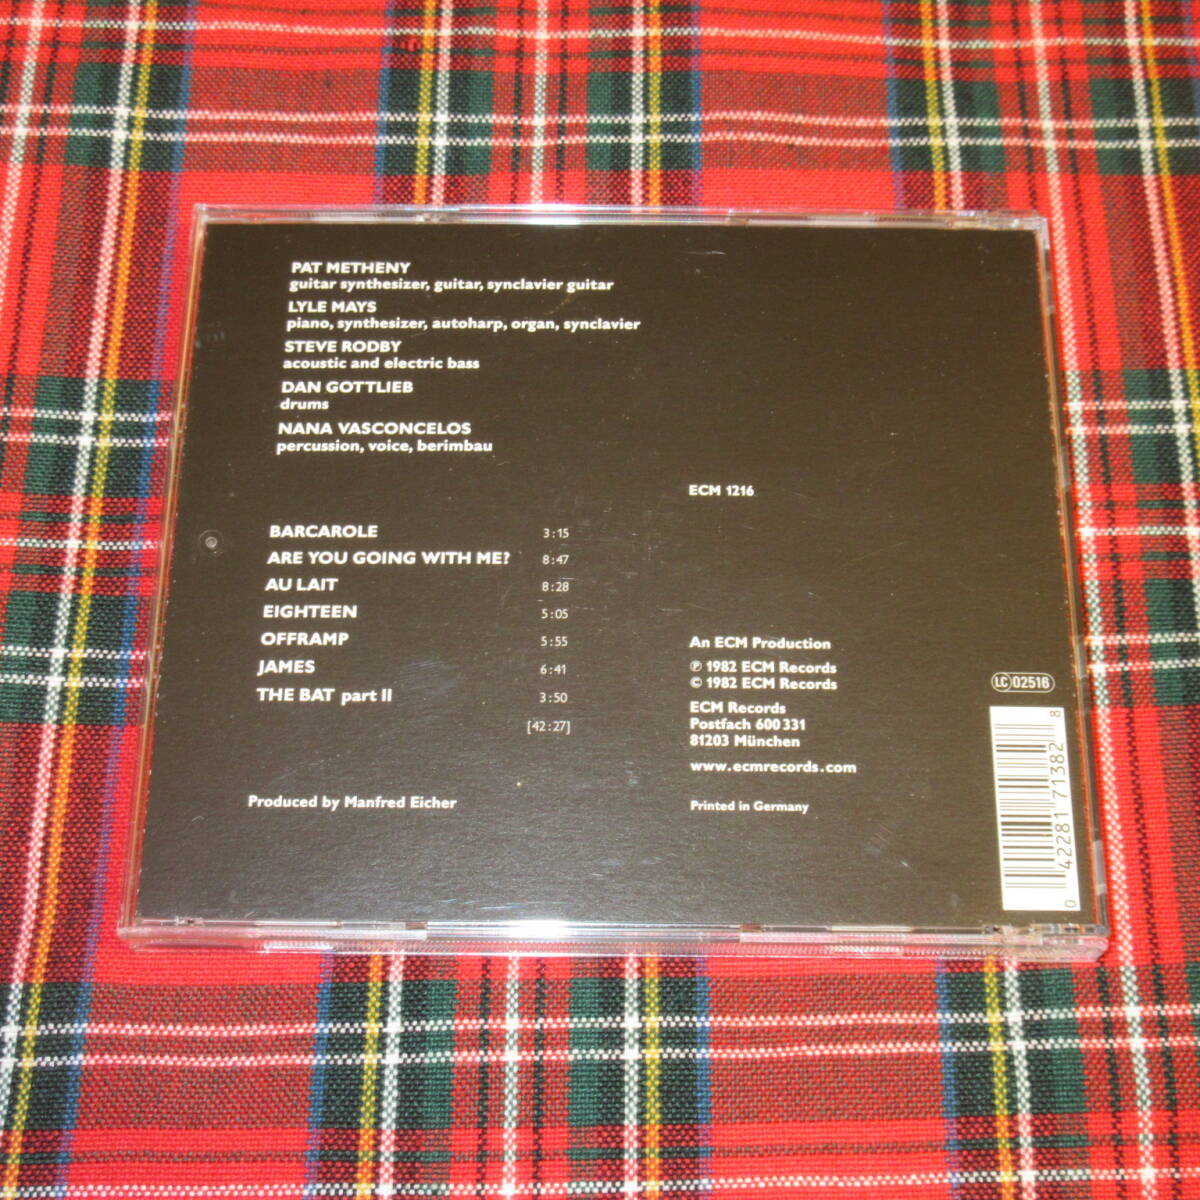 PAT METHENY
guitar synthesizer, guitar, synclavier guitar
LYLE MAYS
piano, synthesizer, autoharp, organ, synclavier
STEVE RODBY
acoustic and electric bass
DAN GOTTLIEB
drums
NANA VASCONCELOS
percussion, voice, berimbau
ECM 1216
BARCAROLE 3:15
ARE YOU GOING WITH ME? 8:47
AU LAIT 8:28
EIGHTEEN 5:05
OFFRAMP 5:55
JAMES 6:41
THE BAT part II 3:50
[42:27]
Produced by Manfred Eicher
An ECM Production
℗ 1982 ECM Records
© 1982 ECM Records
ECM Records
Postfach 600 331
81203 München
www.ecmrecords.com
Printed in Germany
LC 02516
0 42281 71382 8